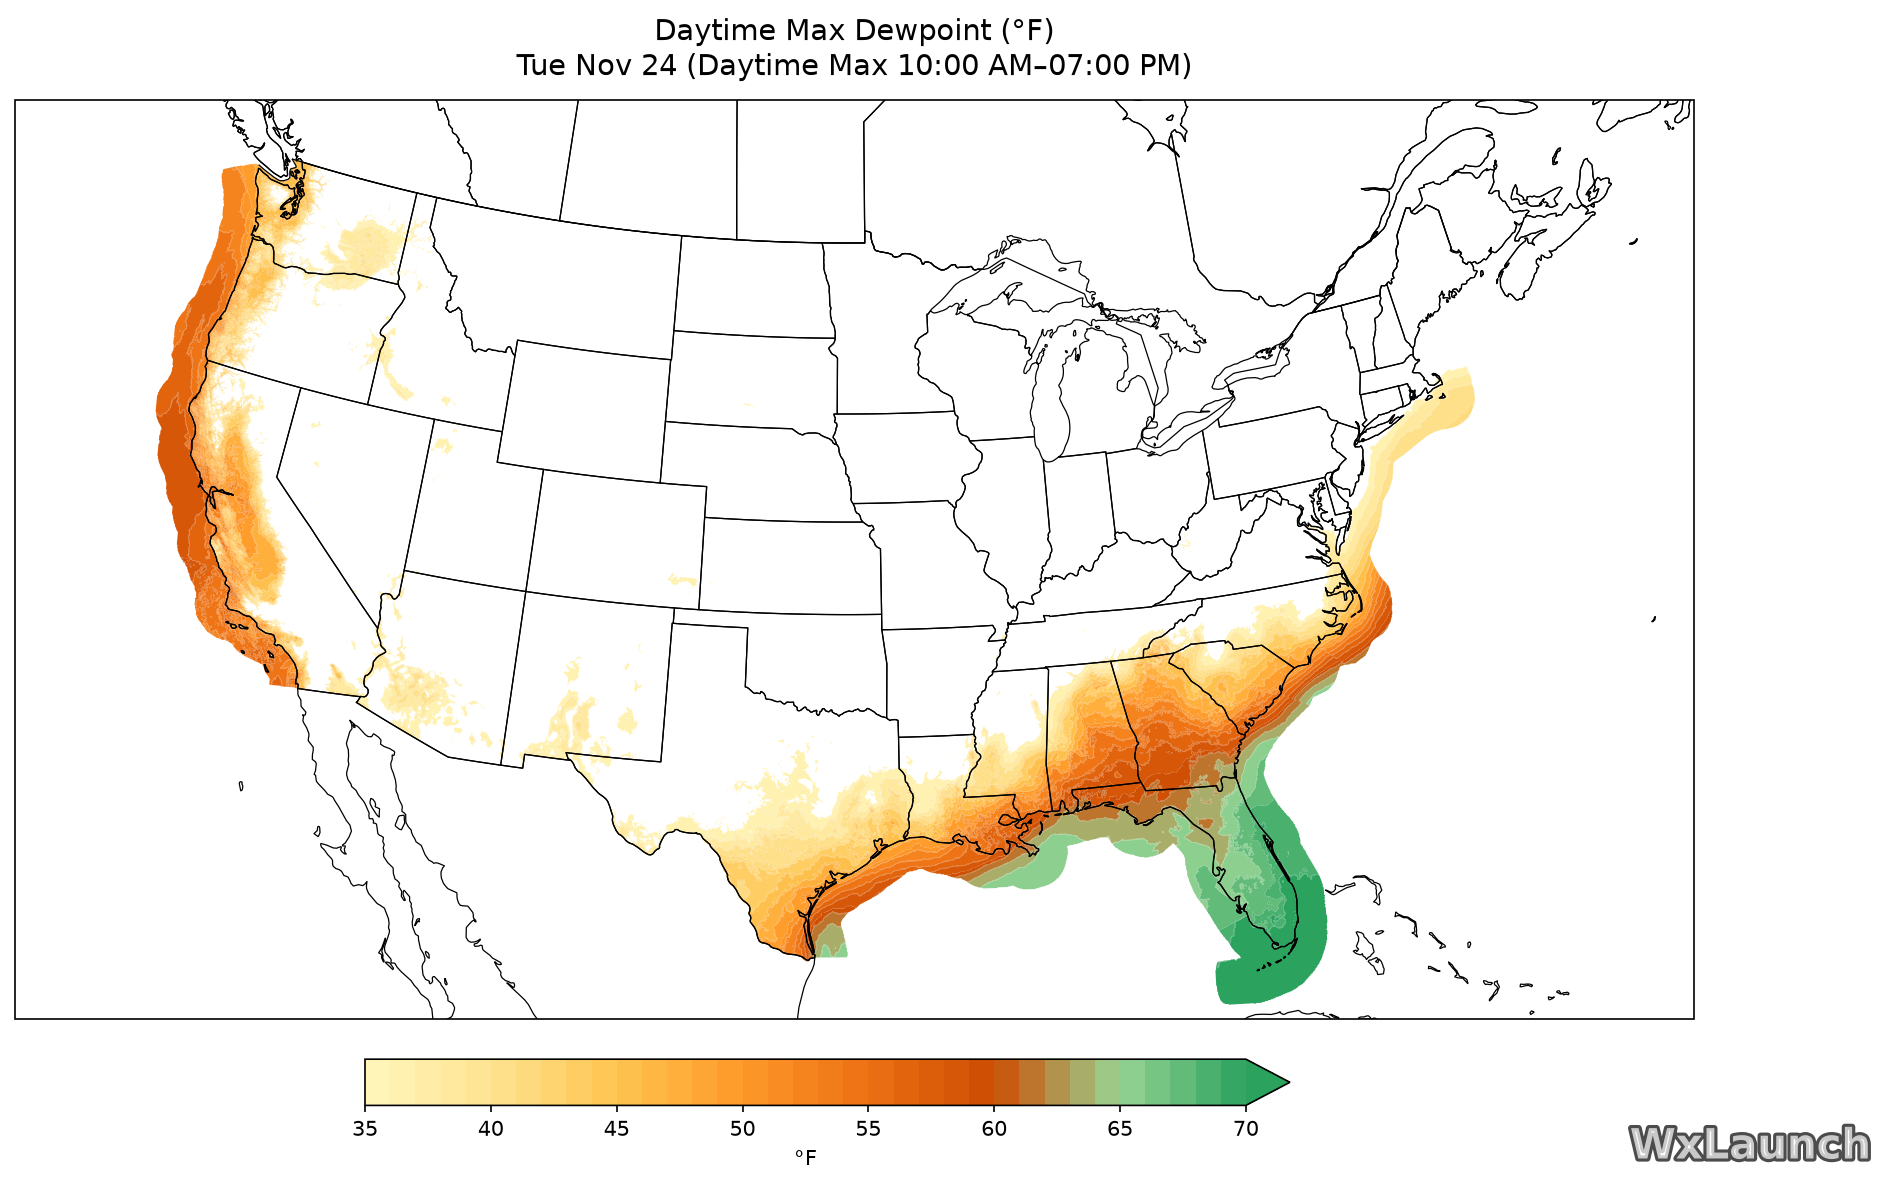 Daytime Max Dewpoint (°F)
Tue Nov 24 (Daytime Max 10:00 AM–07:00 PM)
35 40 45 50 55 60 65 70
°F
WxLaunch